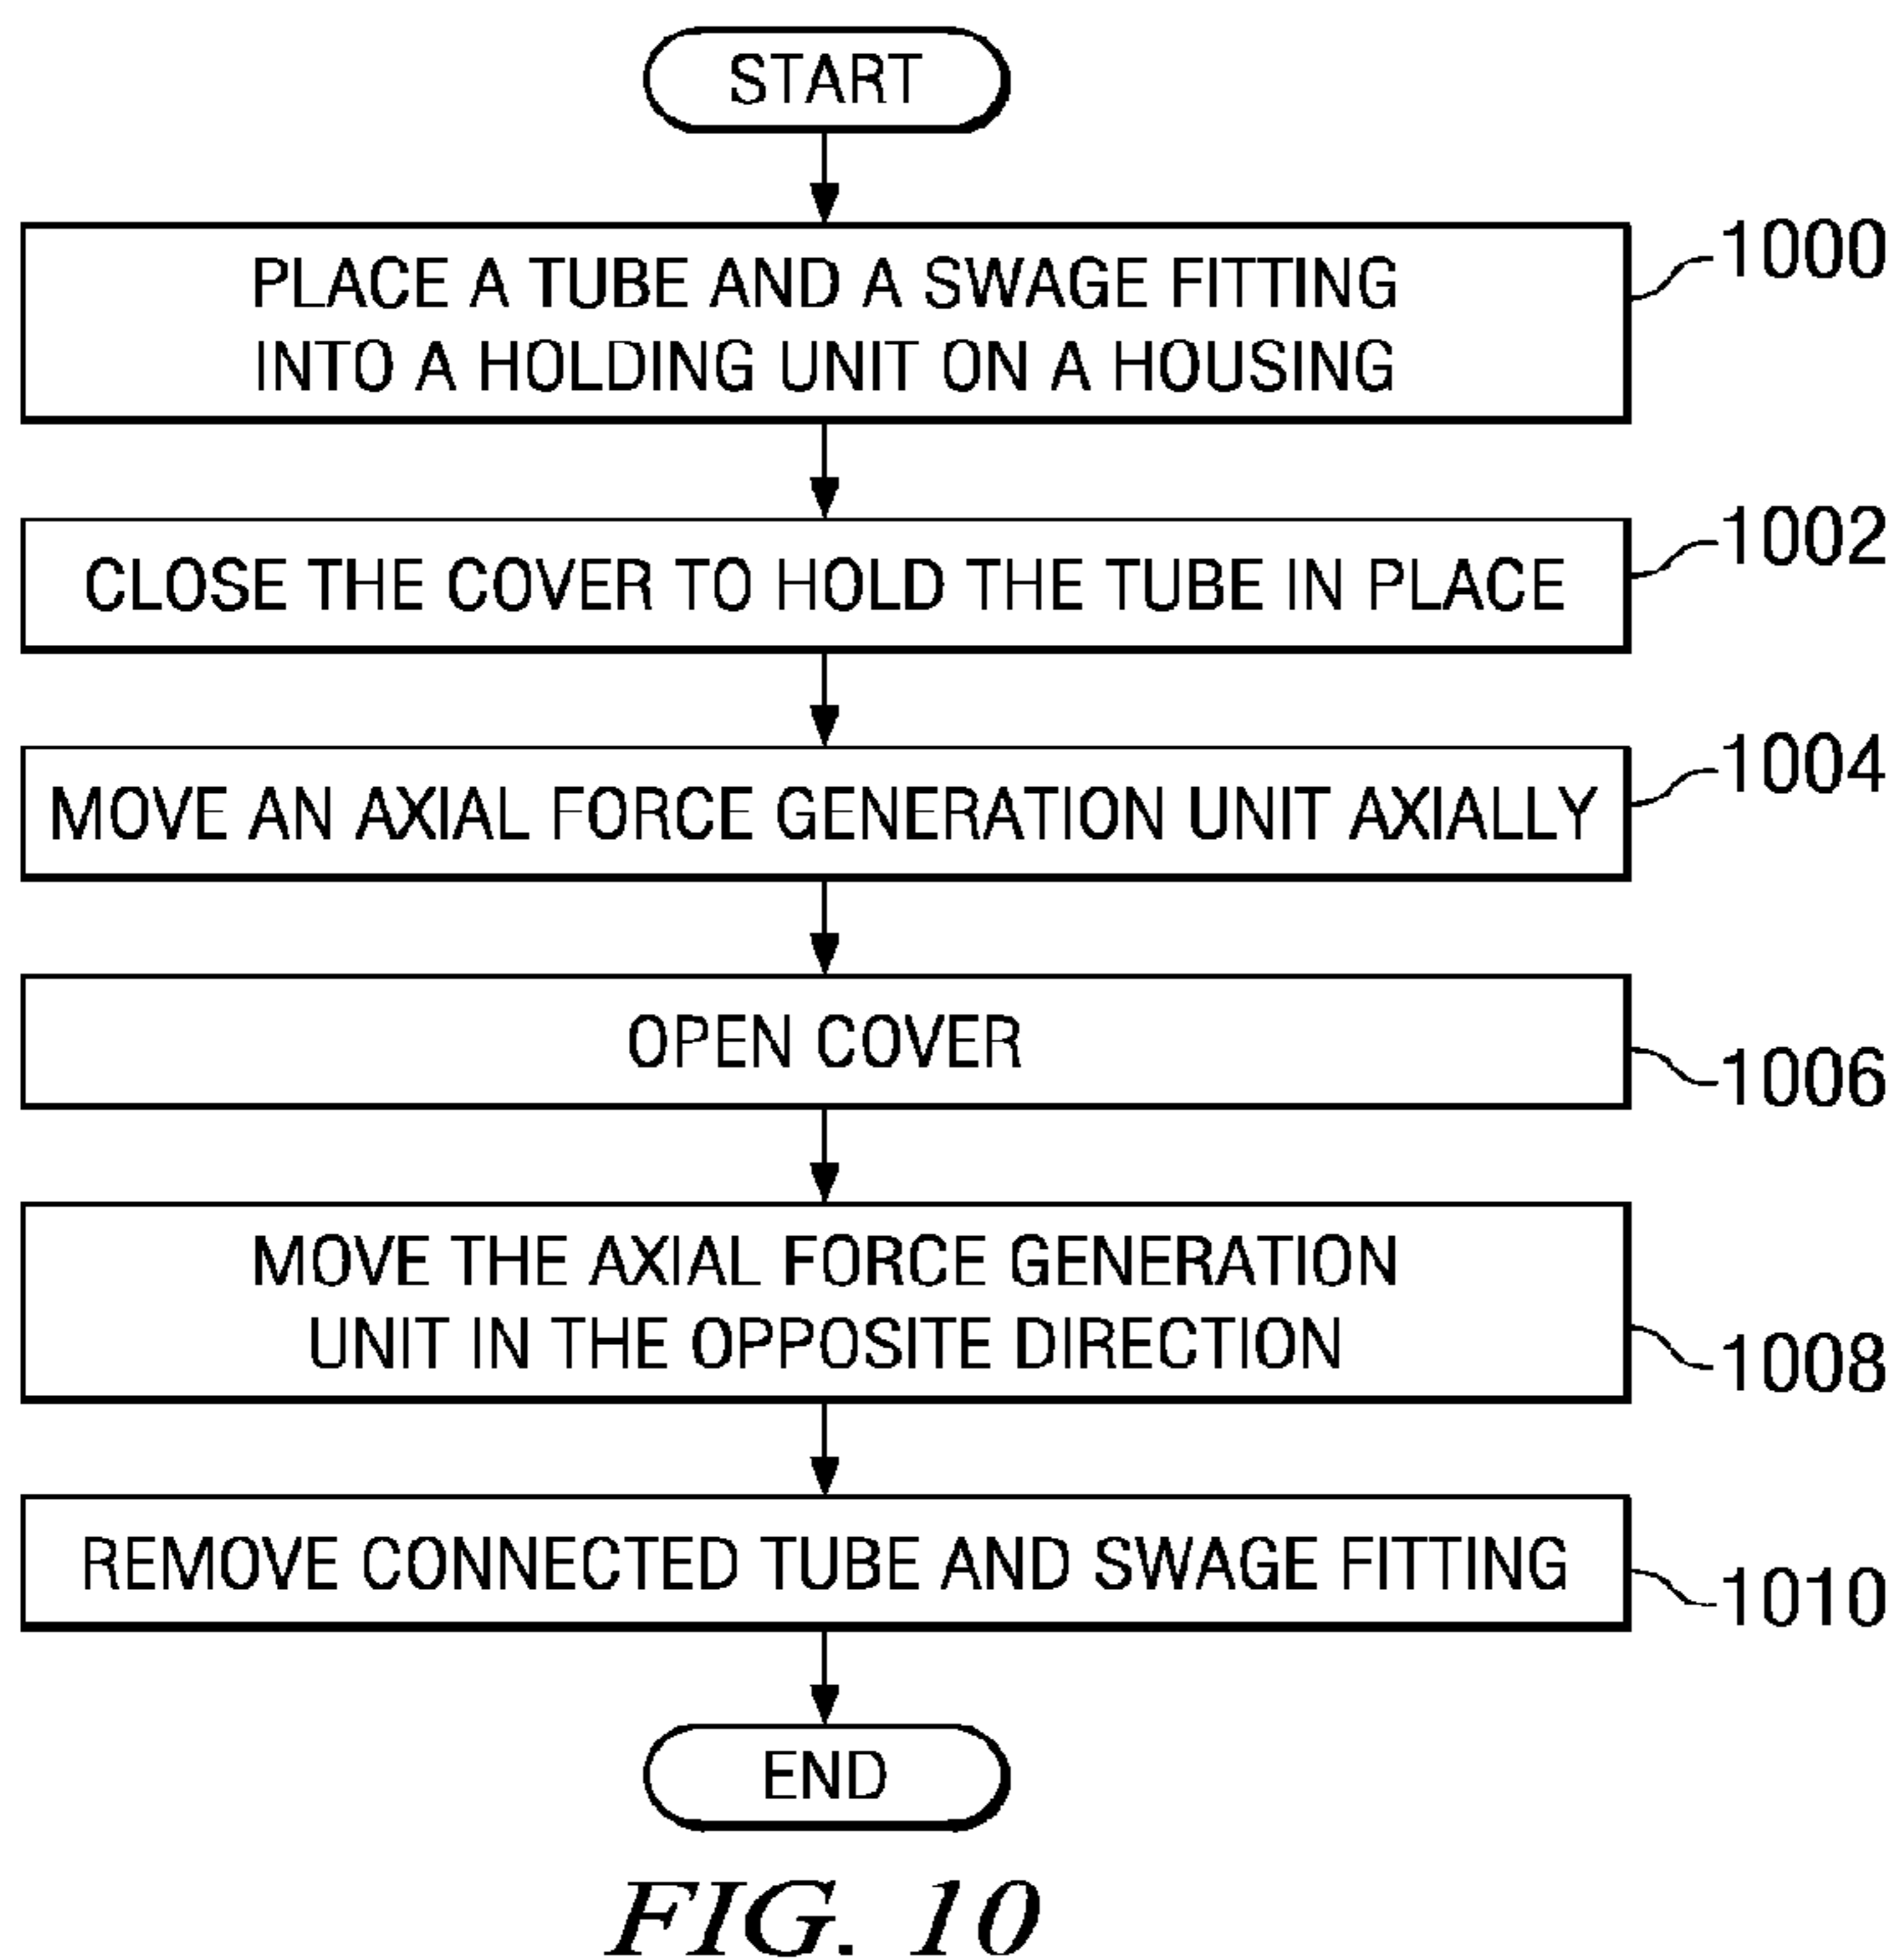 START
PLACE A TUBE AND A SWAGE FITTING
INTO A HOLDING UNIT ON A HOUSING
1000
CLOSE THE COVER TO HOLD THE TUBE IN PLACE
1002
MOVE AN AXIAL FORCE GENERATION UNIT AXIALLY
1004
OPEN COVER
1006
MOVE THE AXIAL FORCE GENERATION
UNIT IN THE OPPOSITE DIRECTION
1008
REMOVE CONNECTED TUBE AND SWAGE FITTING
1010
END
FIG. 10